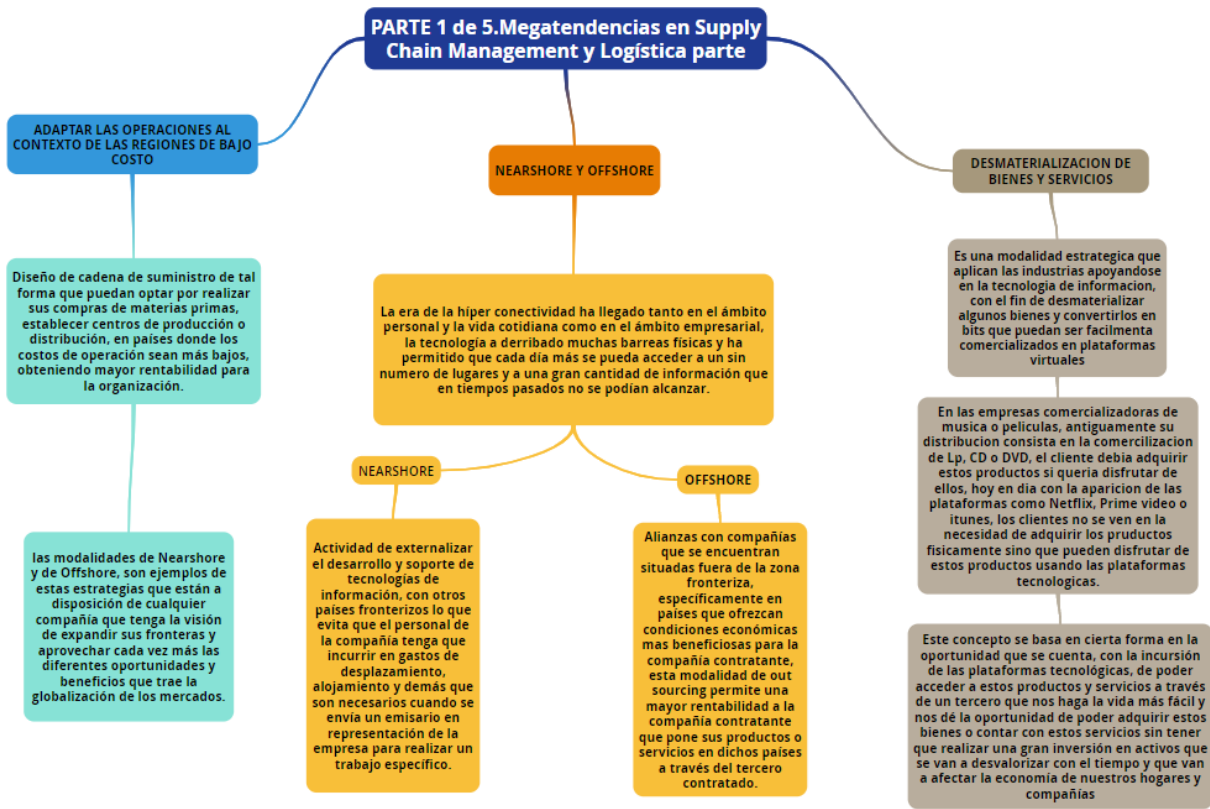 PARTE 1 de 5.Megatendencias en Supply
Chain Management y Logística parte
ADAPTAR LAS OPERACIONES AL
CONTEXTO DE LAS REGIONES DE BAJO
COSTO
Diseño de cadena de suministro de tal
forma que puedan optar por realizar
sus compras de materias primas,
establecer centros de producción o
distribución, en países donde los
costos de operación sean más bajos,
obteniendo mayor rentabilidad para
la organización.
las modalidades de Nearshore
y de Offshore, son ejemplos de
estas estrategias que están a
disposición de cualquier
compañía que tenga la visión
de expandir sus fronteras y
aprovechar cada vez más las
diferentes oportunidades y
beneficios que trae la
globalización de los mercados.
NEARSHORE Y OFFSHORE
La era de la híper conectividad ha llegado tanto en el ámbito
personal y la vida cotidiana como en el ámbito empresarial,
la tecnología a derribado muchas barreas físicas y ha
permitido que cada día más se pueda acceder a un sin
numero de lugares y a una gran cantidad de información que
en tiempos pasados no se podían alcanzar.
NEARSHORE
Actividad de externalizar
el desarrollo y soporte de
tecnologías de
información, con otros
países fronterizos lo que
evita que el personal de
la compañía tenga que
incurrir en gastos de
desplazamiento,
alojamiento y demás que
son necesarios cuando se
envía un emisario en
representación de la
empresa para realizar un
trabajo específico.
OFFSHORE
Alianzas con compañías
que se encuentran
situadas fuera de la zona
fronteriza,
específicamente en
países que ofrezcan
condiciones económicas
mas beneficiosas para la
compañía contratante,
esta modalidad de out
sourcing permite una
mayor rentabilidad a la
compañía contratante
que pone sus productos o
servicios en dichos países
a través del tercero
contratado.
DESMATERIALIZACION DE
BIENES Y SERVICIOS
Es una modalidad estrategica que
aplican las industrias apoyandose
en la tecnologia de informacion,
con el fin de desmaterializar
algunos bienes y convertirlos en
bits que puedan ser facilmenta
comercializados en plataformas
virtuales
En las empresas comercializadoras de
musica o peliculas, antiguamente su
distribucion consista en la comercilizacion
de Lp, CD o DVD, el cliente debia adquirir
estos productos si queria disfrutar de
ellos, hoy en dia con la aparicion de las
plataformas como Netflix, Prime video o
itunes, los clientes no se ven en la
necesidad de adquirir los pructuctos
fisicamente sino que pueden disfrutar de
estos productos usando las plataformas
tecnologicas.
Este concepto se basa en cierta forma en la
oportunidad que se cuenta, con la incursión
de las plataformas tecnológicas, de poder
acceder a estos productos y servicios a través
de un tercero que nos haga la vida más fácil y
nos dé la oportunidad de poder adquirir estos
bienes o contar con estos servicios sin tener
que realizar una gran inversión en activos que
se van a desvalorizar con el tiempo y que van
a afectar la economía de nuestros hogares y
compañías